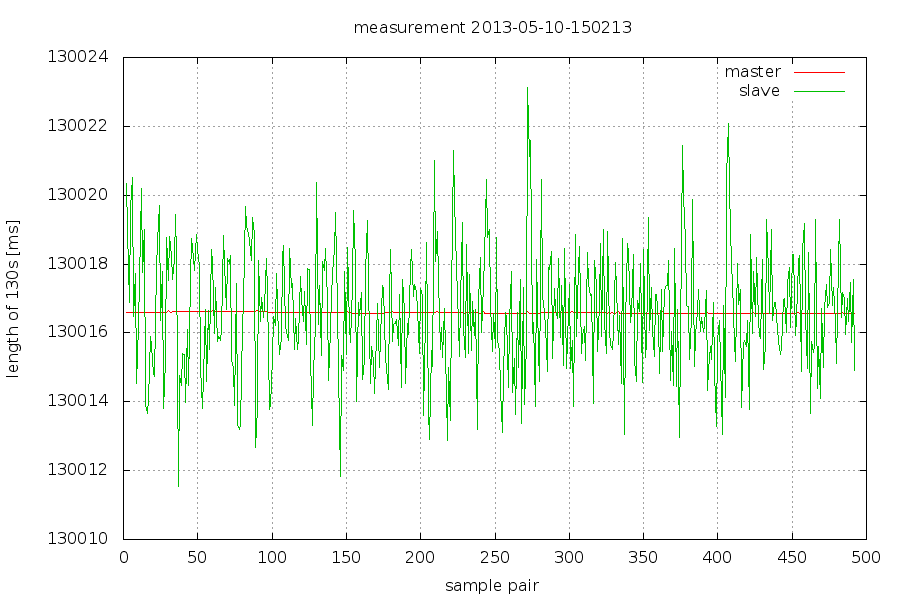 measurement 2013-05-10-150213
130024
130022
130020
130018
130016
130014
130012
130010
master
slave
length of 130s [ms]
0 50 100 150 200 250 300 350 400 450 500
sample pair